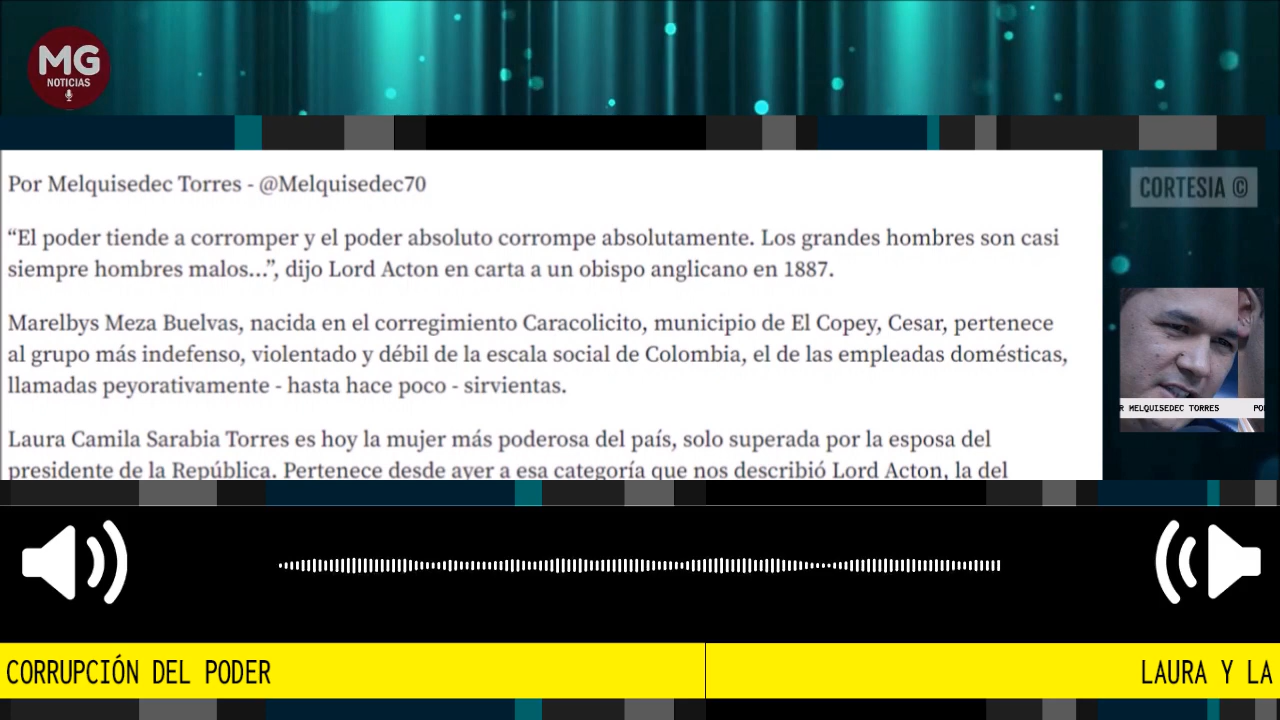 MG
NOTICIAS
Por Melquisedec Torres - @Melquisedec70
CORTESIA ©
“El poder tiende a corromper y el poder absoluto corrompe absolutamente. Los grandes hombres son casi
siempre hombres malos...”, dijo Lord Acton en carta a un obispo anglicano en 1887.
Marelbys Meza Buelvas, nacida en el corregimiento Caracolicito, municipio de El Copey, Cesar, pertenece
al grupo más indefenso, violentado y débil de la escala social de Colombia, el de las empleadas domésticas,
llamadas peyorativamente - hasta hace poco - sirvientas.
R MELQUISEDEC TORRES PO
Laura Camila Sarabia Torres es hoy la mujer más poderosa del país, solo superada por la esposa del
presidente de la República. Pertenece desde ayer a esa categoría que nos describió Lord Acton, la del
CORRUPCIÓN DEL PODER LAURA Y LA